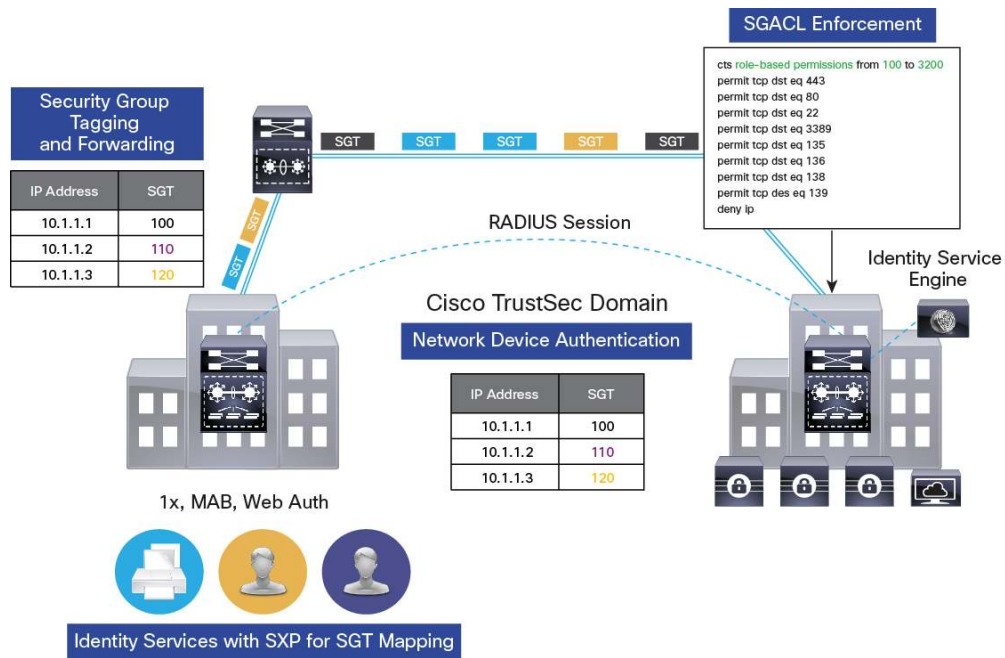 SGACL Enforcement
cts role-based permissions from 100 to 3200
permit tcp dst eq 443
permit tcp dst eq 80
permit tcp dst eq 22
permit tcp dst eq 3389
permit tcp dst eq 135
permit tcp dst eq 136
permit tcp dst eq 138
permit tcp des eq 139
deny ip
Security Group
Tagging
and Forwarding
IP Address SGT
10.1.1.1 100
10.1.1.2 110
10.1.1.3 120
SGT SGT SGT SGT SGT
SGT
SGT
RADIUS Session
Identity Service
Engine
Cisco TrustSec Domain
Network Device Authentication
IP Address SGT
10.1.1.1 100
10.1.1.2 110
10.1.1.3 120
1x, MAB, Web Auth
Identity Services with SXP for SGT Mapping